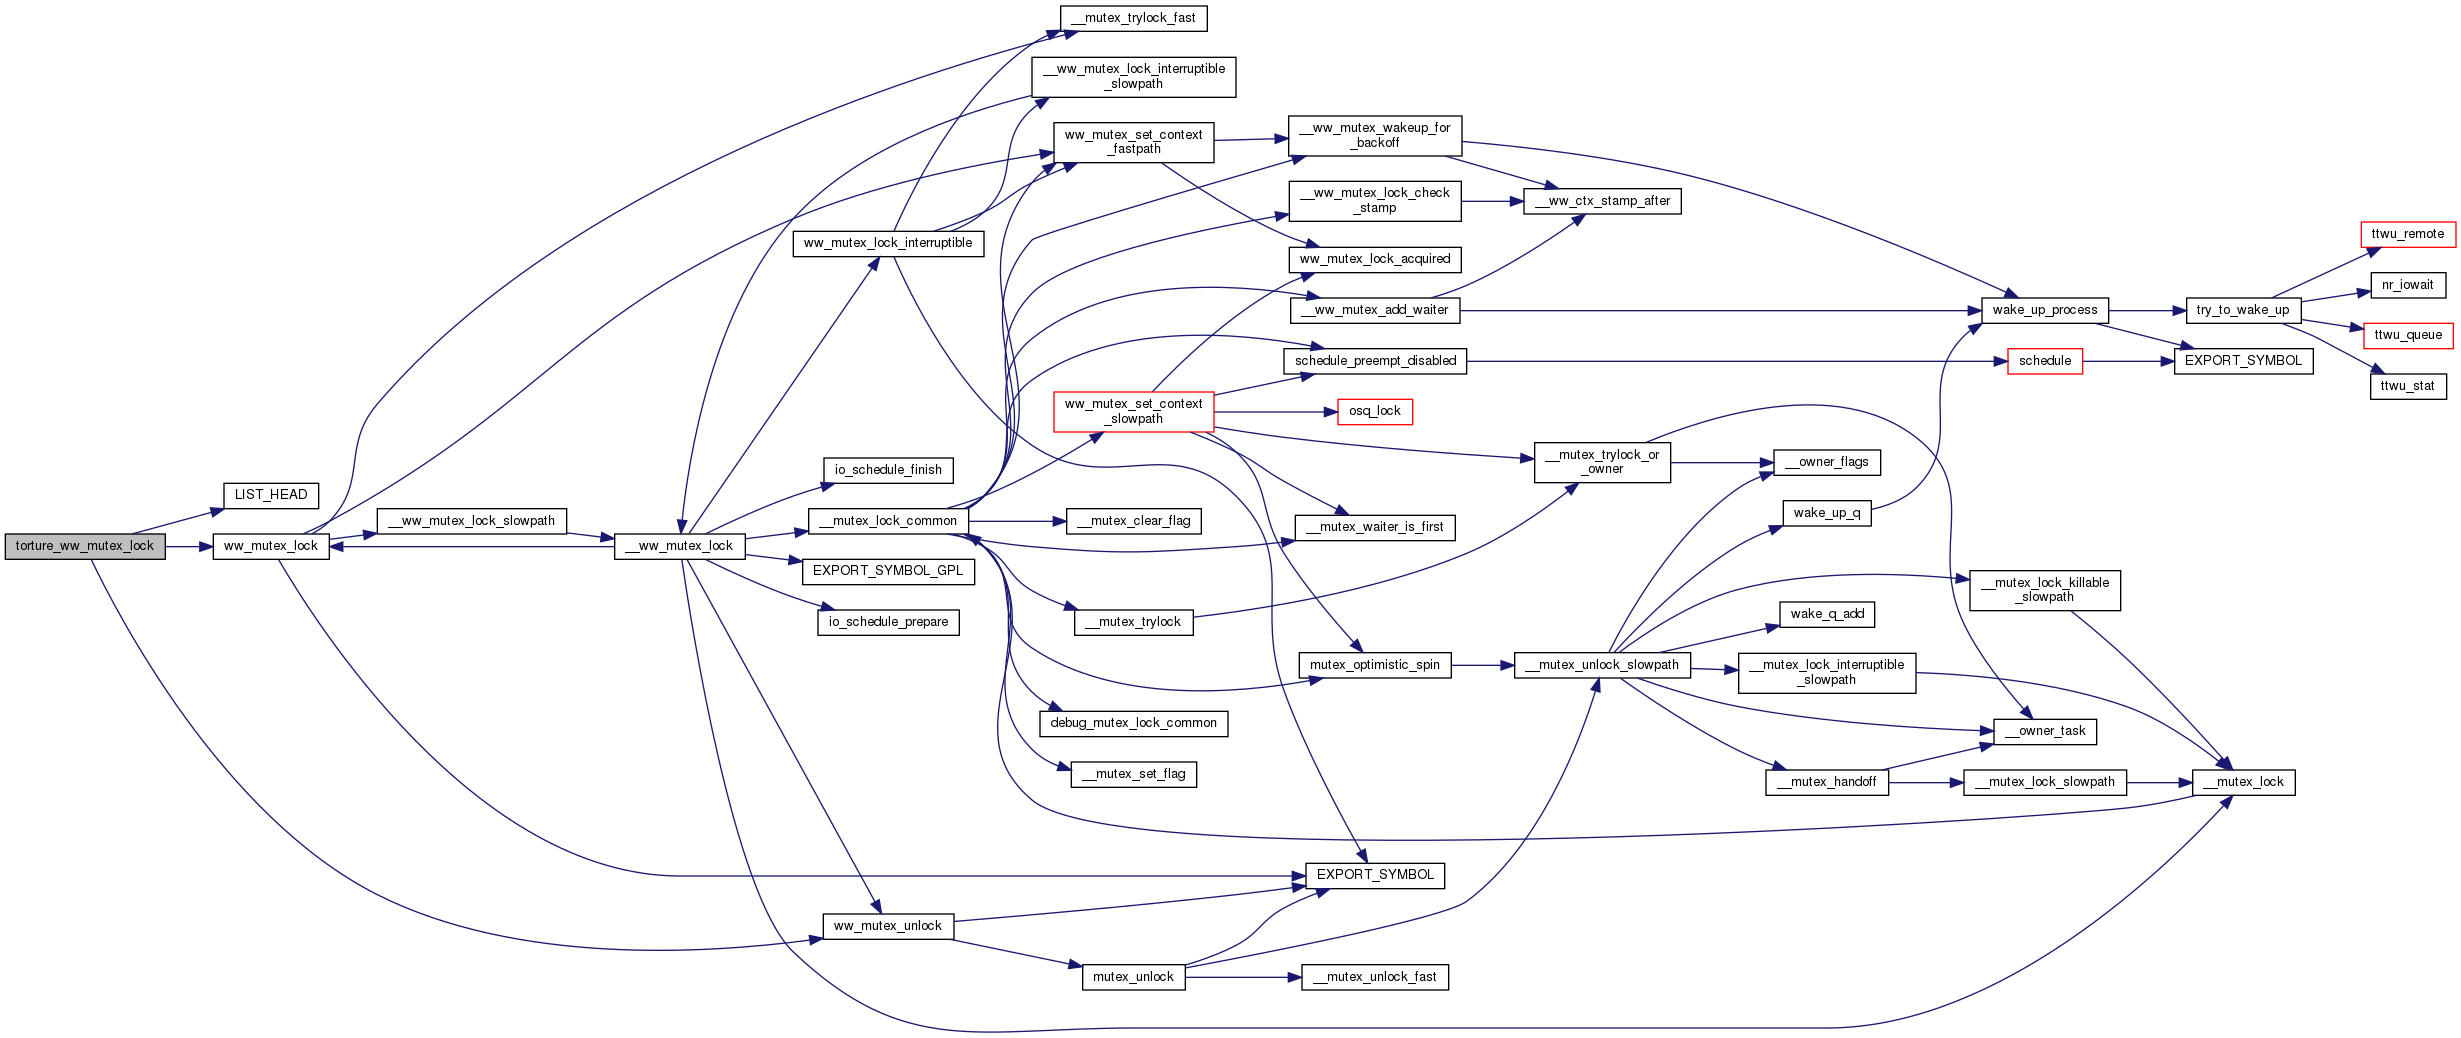 __mutex_trylock_fast
__ww_mutex_lock_interruptible
_slowpath
ww_mutex_set_context
_fastpath
__ww_mutex_wakeup_for
_backoff
__ww_mutex_lock_check
_stamp
__ww_ctx_stamp_after
ww_mutex_lock_interruptible
ww_mutex_lock_acquired
ttwu_remote
nr_iowait
__ww_mutex_add_waiter
wake_up_process
try_to_wake_up
ttwu_queue
schedule_preempt_disabled
schedule
EXPORT_SYMBOL
ttwu_stat
ww_mutex_set_context
_slowpath
osq_lock
io_schedule_finish
__mutex_trylock_or
_owner
__owner_flags
LIST_HEAD
wake_up_q
__ww_mutex_lock_slowpath
__mutex_lock_common
__mutex_clear_flag
__mutex_waiter_is_first
torture_ww_mutex_lock
ww_mutex_lock
__ww_mutex_lock
EXPORT_SYMBOL_GPL
__mutex_lock_killable
_slowpath
io_schedule_prepare
__mutex_trylock
wake_q_add
mutex_optimistic_spin
__mutex_unlock_slowpath
__mutex_lock_interruptible
_slowpath
debug_mutex_lock_common
__owner_task
__mutex_set_flag
__mutex_handoff
__mutex_lock_slowpath
__mutex_lock
EXPORT_SYMBOL
ww_mutex_unlock
mutex_unlock
__mutex_unlock_fast